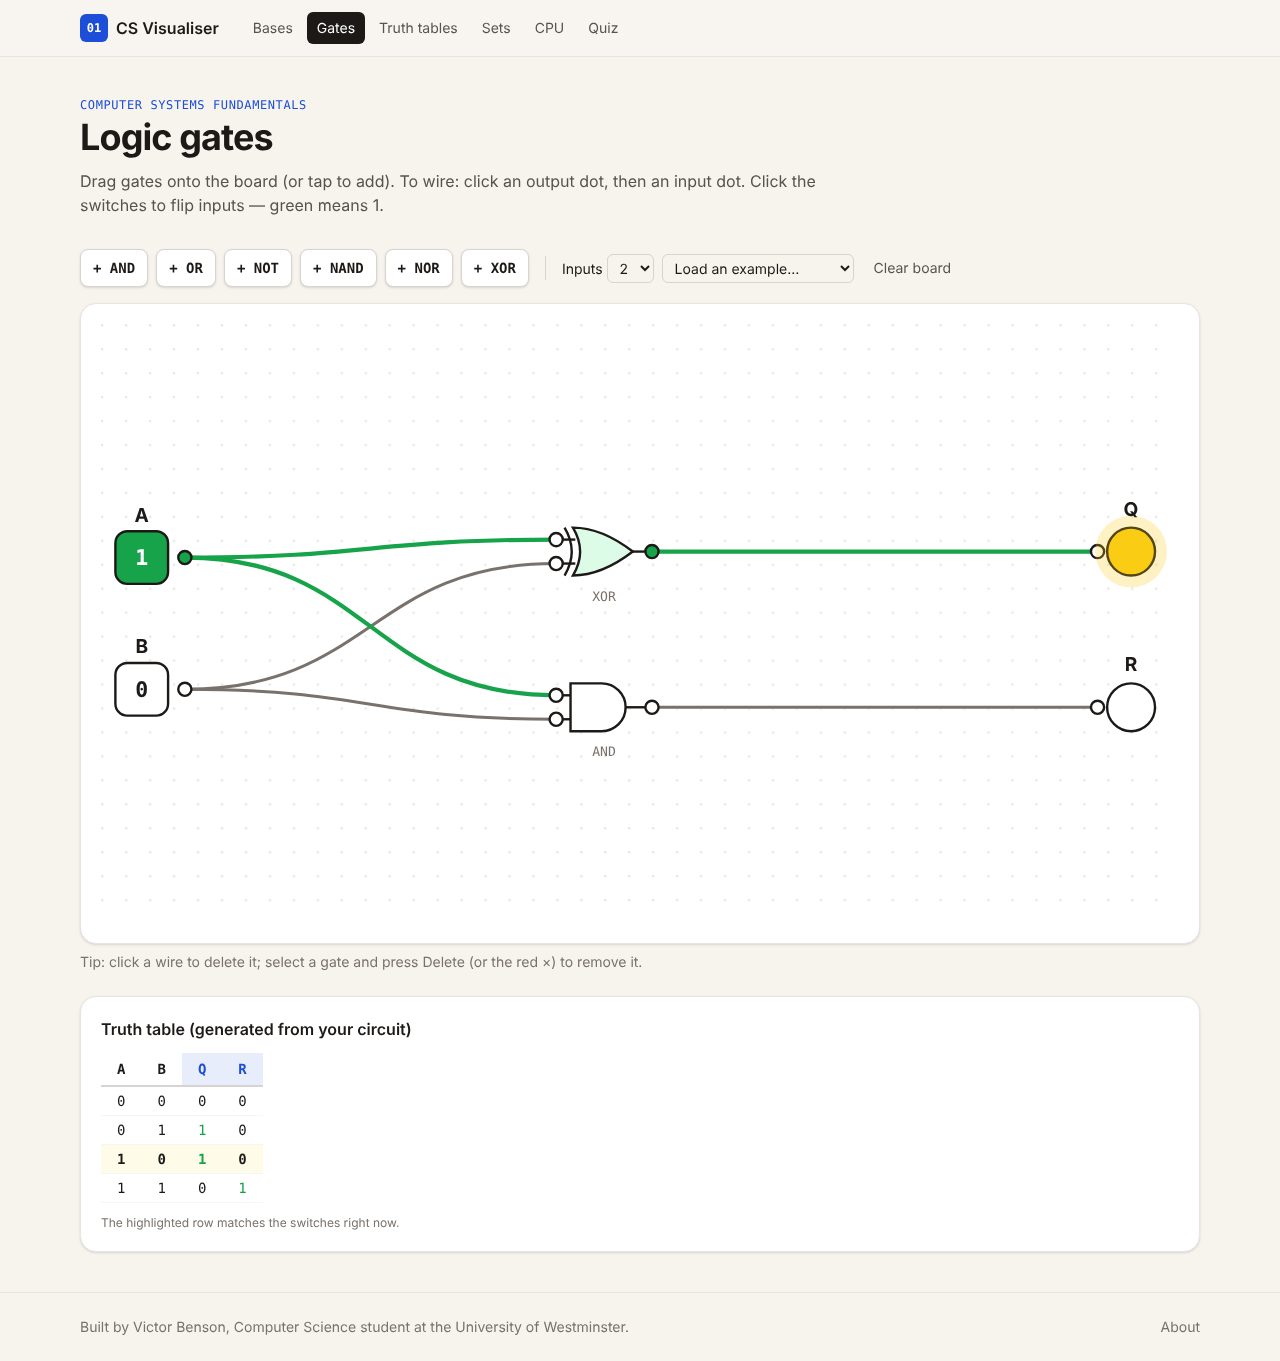 01 CS Visualiser Bases Gates Truth tables Sets CPU Quiz
COMPUTER SYSTEMS FUNDAMENTALS
Logic gates
Drag gates onto the board (or tap to add). To wire: click an output dot, then an input dot. Click the
switches to flip inputs — green means 1.
+ AND + OR + NOT + NAND + NOR + XOR Inputs 2 Load an example... Clear board
A
1
B
0
XOR
AND
Q
R
Tip: click a wire to delete it; select a gate and press Delete (or the red ×) to remove it.
Truth table (generated from your circuit)
A B Q R
0 0 0 0
0 1 1 0
1 0 1 0
1 1 0 1
The highlighted row matches the switches right now.
Built by Victor Benson, Computer Science student at the University of Westminster. About